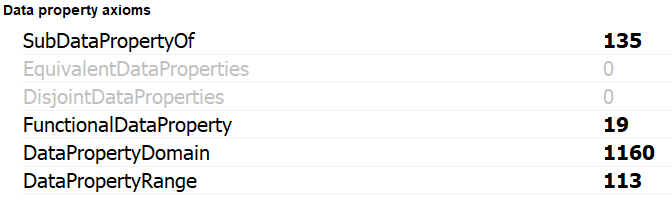 Data property axioms
SubDataPropertyOf 135
EquivalentDataProperties 0
DisjointDataProperties 0
FunctionalDataProperty 19
DataPropertyDomain 1160
DataPropertyRange 113